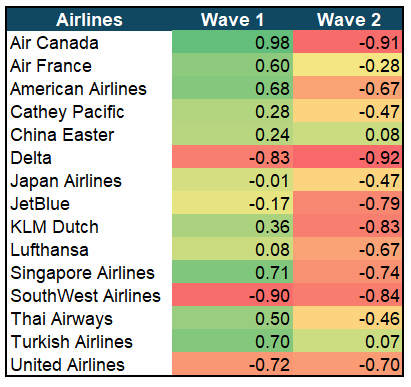 Airlines Wave 1 Wave 2
Air Canada 0.98 -0.91
Air France 0.60 -0.28
American Airlines 0.68 -0.67
Cathey Pacific 0.28 -0.47
China Easter 0.24 0.08
Delta -0.83 -0.92
Japan Airlines -0.01 -0.47
JetBlue -0.17 -0.79
KLM Dutch 0.36 -0.83
Lufthansa 0.08 -0.67
Singapore Airlines 0.71 -0.74
SouthWest Airlines -0.90 -0.84
Thai Airways 0.50 -0.46
Turkish Airlines 0.70 0.07
United Airlines -0.72 -0.70